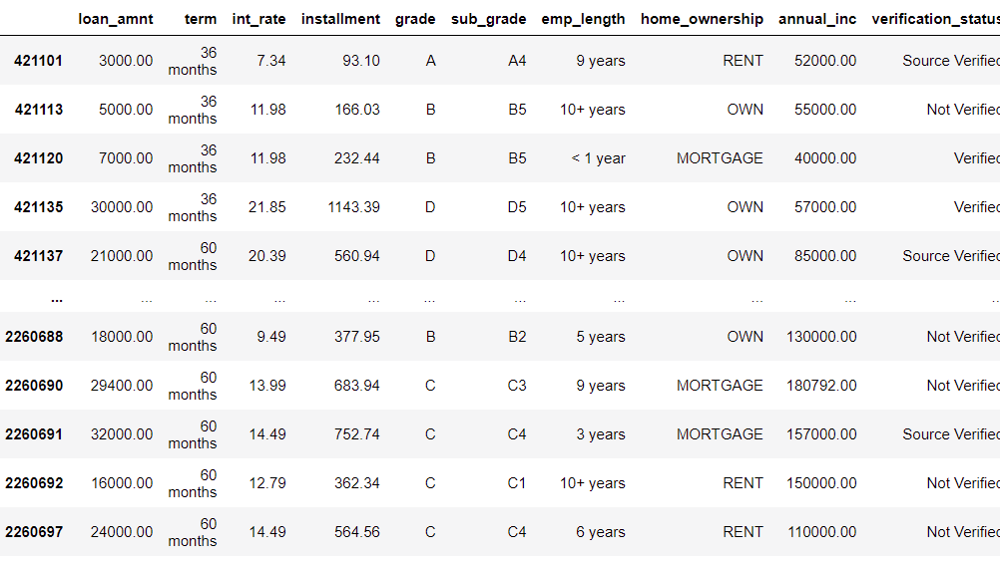 loan_amnt term int_rate installment grade sub_grade emp_length home_ownership annual_inc verification_status
421101 3000.00 36 months 7.34 93.10 A A4 9 years RENT 52000.00 Source Verified
421113 5000.00 36 months 11.98 166.03 B B5 10+ years OWN 55000.00 Not Verified
421120 7000.00 36 months 11.98 232.44 B B5 < 1 year MORTGAGE 40000.00 Verified
421135 30000.00 36 months 21.85 1143.39 D D5 10+ years OWN 57000.00 Verified
421137 21000.00 60 months 20.39 560.94 D D4 10+ years OWN 85000.00 Source Verified
... ... ... ... ... ... ... ... ... ... ...
2260688 18000.00 60 months 9.49 377.95 B B2 5 years OWN 130000.00 Not Verified
2260690 29400.00 60 months 13.99 683.94 C C3 9 years MORTGAGE 180792.00 Not Verified
2260691 32000.00 60 months 14.49 752.74 C C4 3 years MORTGAGE 157000.00 Source Verified
2260692 16000.00 60 months 12.79 362.34 C C1 10+ years RENT 150000.00 Not Verified
2260697 24000.00 60 months 14.49 564.56 C C4 6 years RENT 110000.00 Not Verified